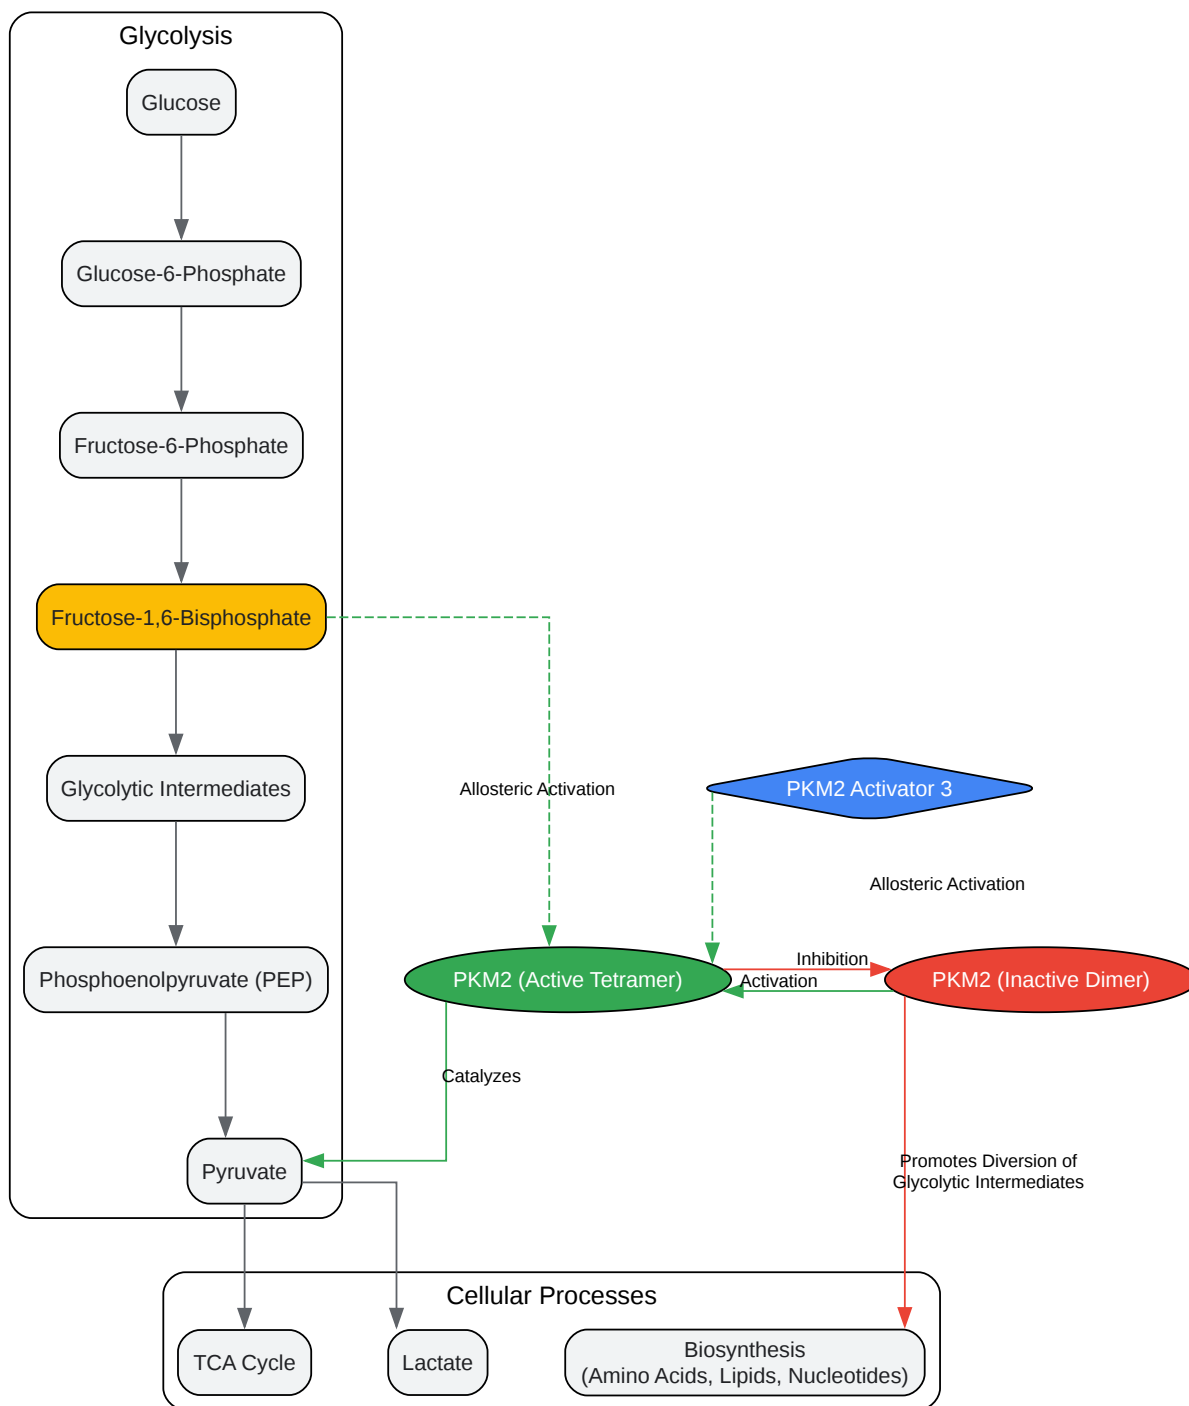 Glycolysis
Glucose
Glucose-6-Phosphate
Fructose-6-Phosphate
Fructose-1,6-Bisphosphate
Glycolytic Intermediates
Allosteric Activation
PKM2 Activator 3
Allosteric Activation
Phosphoenolpyruvate (PEP)
PKM2 (Active Tetramer)
Inhibition
Activation
PKM2 (Inactive Dimer)
Catalyzes
Pyruvate
Promotes Diversion of
Glycolytic Intermediates
Cellular Processes
TCA Cycle
Lactate
Biosynthesis
(Amino Acids, Lipids, Nucleotides)